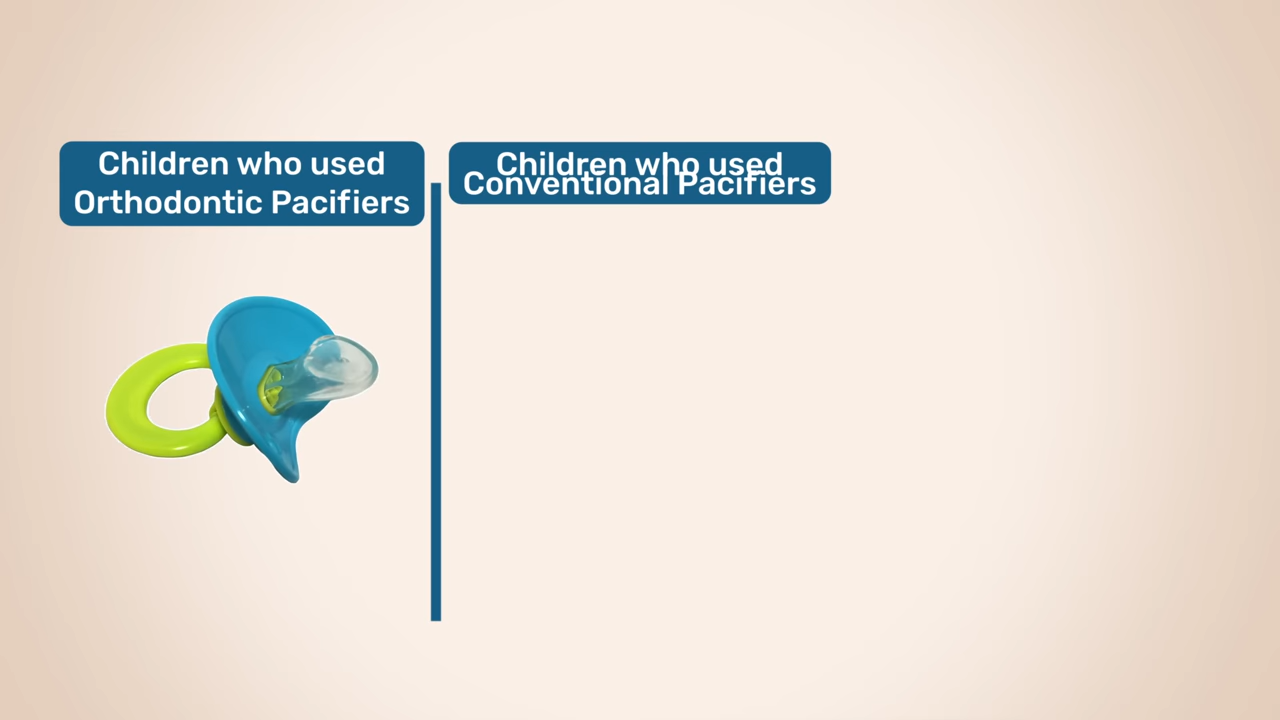 Children who used
Orthodontic Pacifiers
Children who used
Conventional Pacifiers